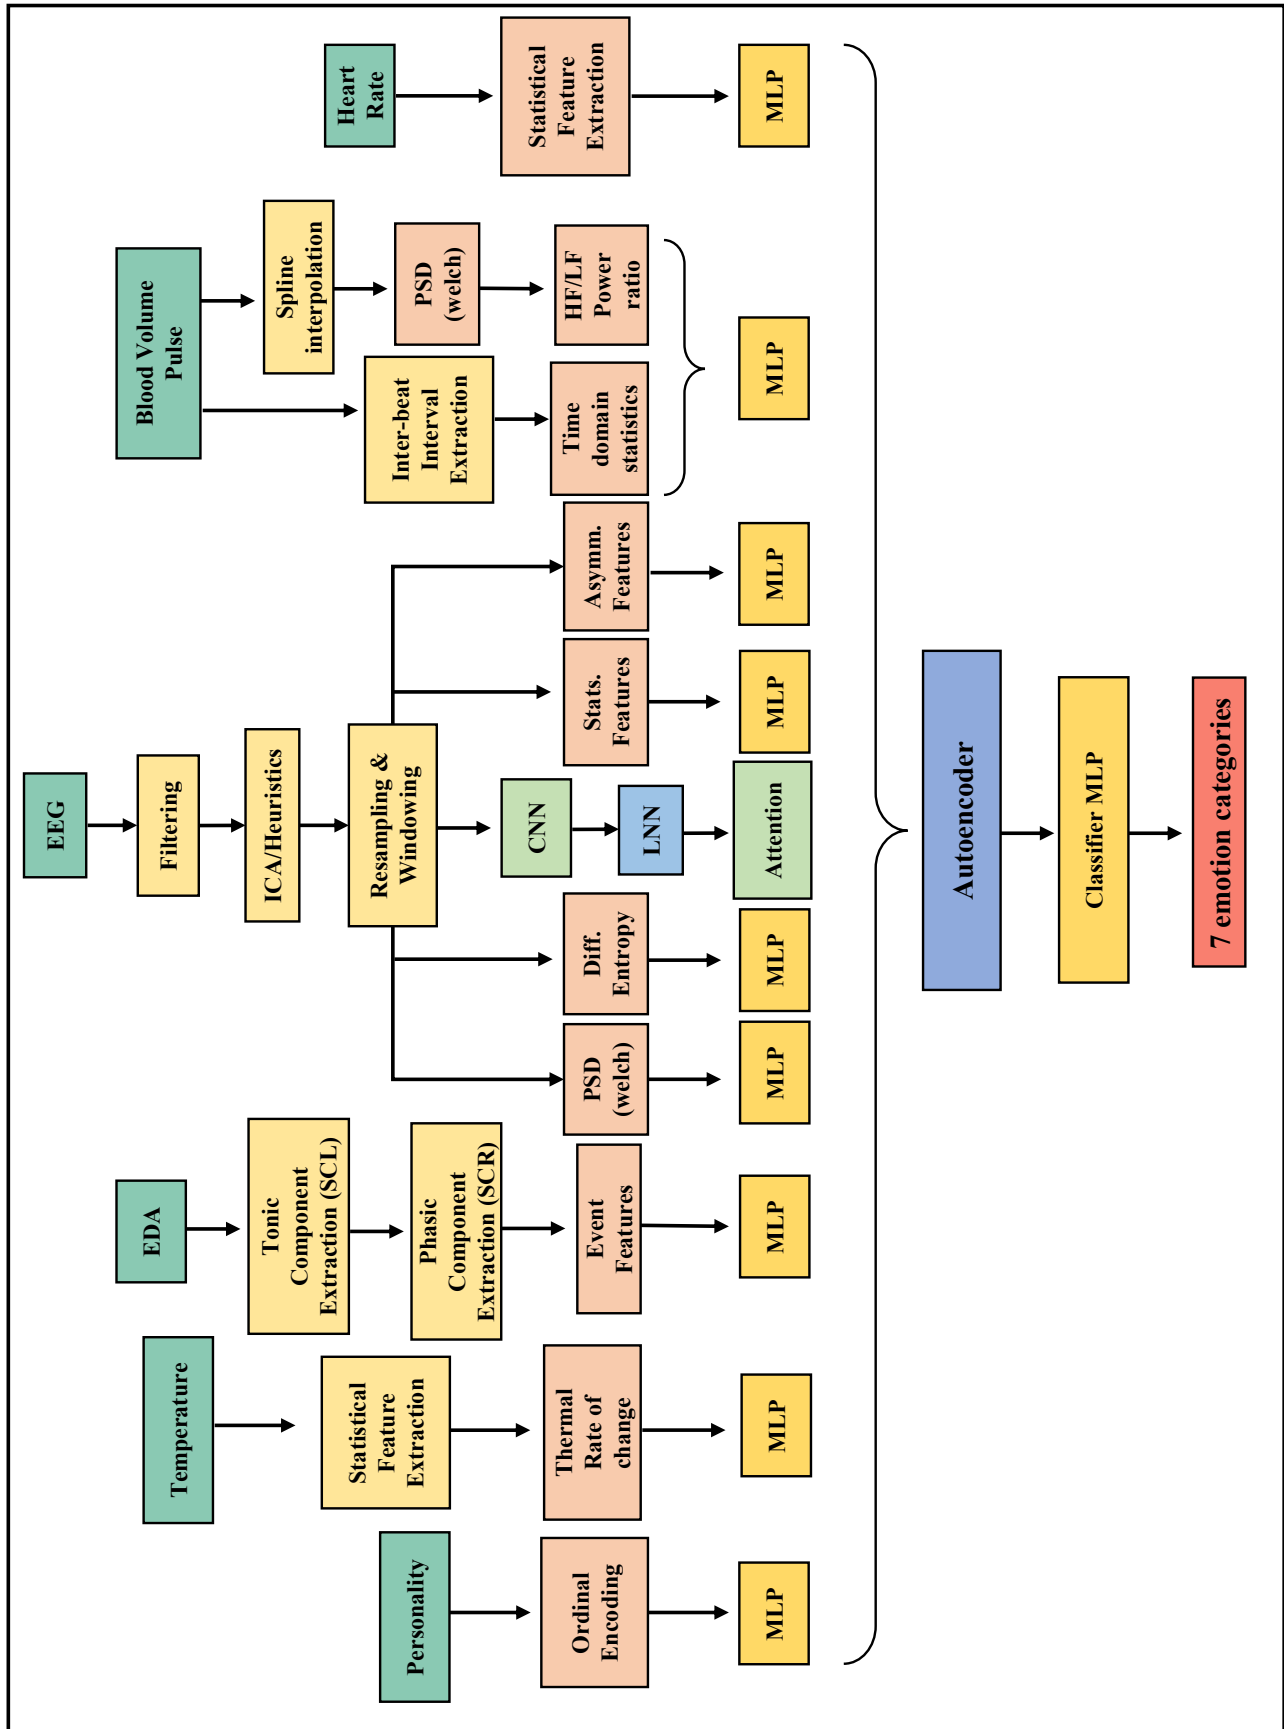 Heart
Rate
Statistical
Feature
Extraction
MLP
Blood Volume
Pulse
Spline
interpolation
PSD
(welch)
HF/LF
Power
ratio
Inter-beat
Interval
Extraction
Time
domain
statistics
MLP
EEG
Filtering
ICA/Heuristics
Resampling &
Windowing
Asymm.
Features
MLP
Stats.
Features
MLP
CNN
LNN
Attention
Diff.
Entropy
MLP
PSD
(welch)
MLP
EDA
Tonic
Component
Extraction (SCL)
Phasic
Component
Extraction (SCR)
Event
Features
MLP
Temperature
Statistical
Feature
Extraction
Thermal
Rate of
change
MLP
Personality
Ordinal
Encoding
MLP
Autoencoder
Classifier MLP
7 emotion categories